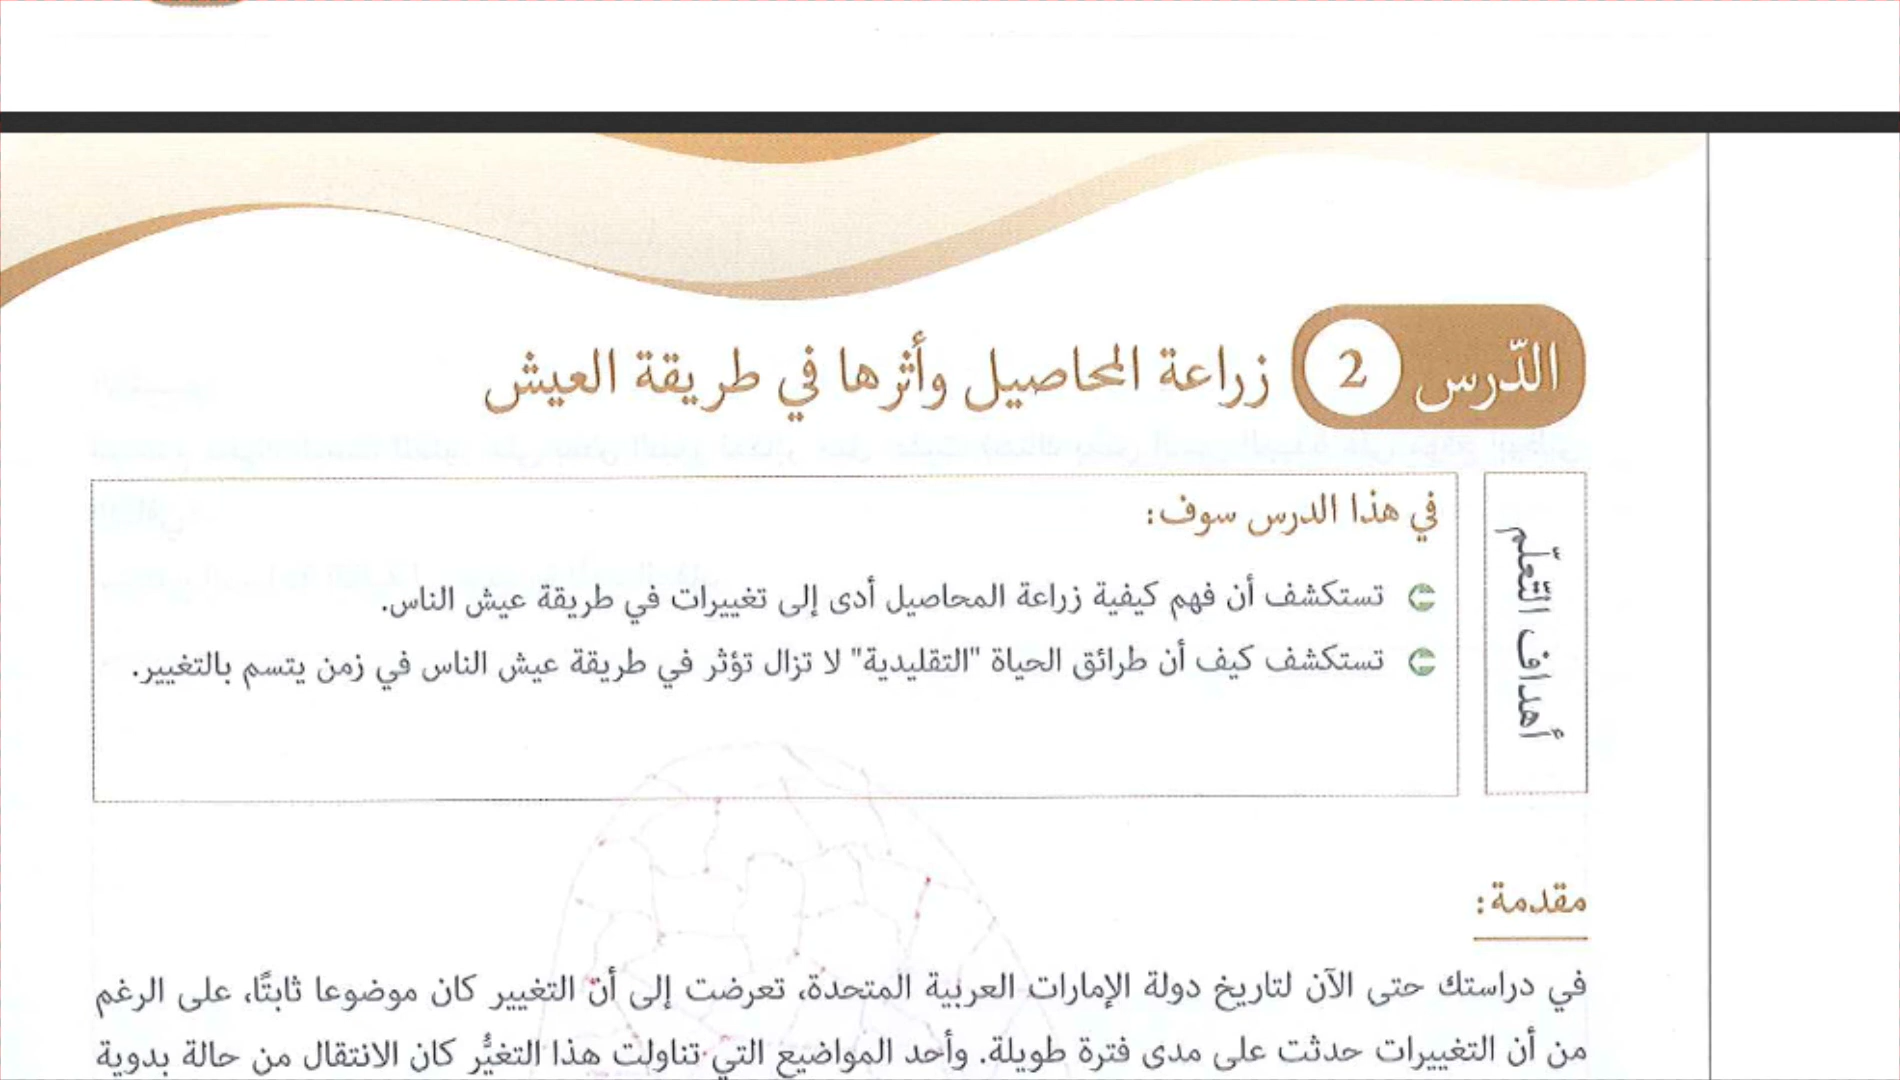 الدّرس 2 زراعة المحاصيل وأثرها في طريقة العيش
أهداف التّعلّم
في هذا الدرس سوف:
تستكشف أن فهم كيفية زراعة المحاصيل أدى إلى تغييرات في طريقة عيش الناس.
تستكشف كيف أن طرائق الحياة "التقليدية" لا تزال تؤثر في طريقة عيش الناس في زمن يتسم بالتغيير.
مقدمة:
في دراستك حتى الآن لتاريخ دولة الإمارات العربية المتحدة، تعرضت إلى أن التغيير كان موضوعا ثابتًا، على الرغم
من أن التغييرات حدثت على مدى فترة طويلة. وأحد المواضيع التي تناولت هذا التغيُّر كان الانتقال من حالة بدوية